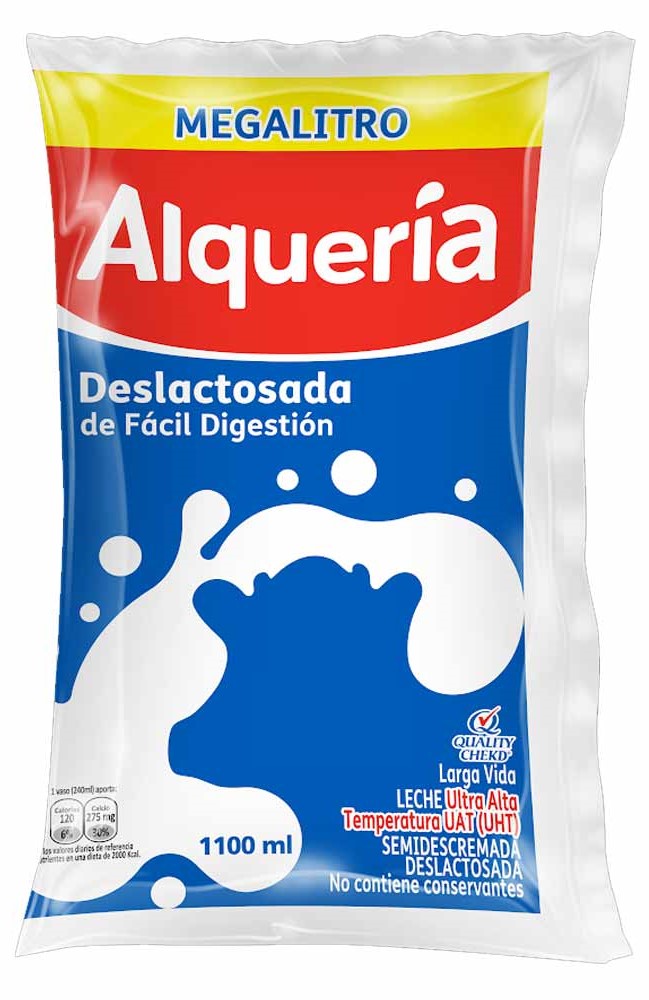 MEGALITRO
Alquería
Deslactosada
de Fácil Digestión
QUALITY
CHEKD
Larga Vida
LECHE Ultra Alta
Temperatura UAT (UHT)
SEMIDESCREMADA
DESLACTOSADA
No contiene conservantes
1100 ml
1 vaso (240ml) aporta:
Calorías Calcio
120 275 mg
6% 30%
los valores diarios de referencia
en una dieta de 2000 Kcal.